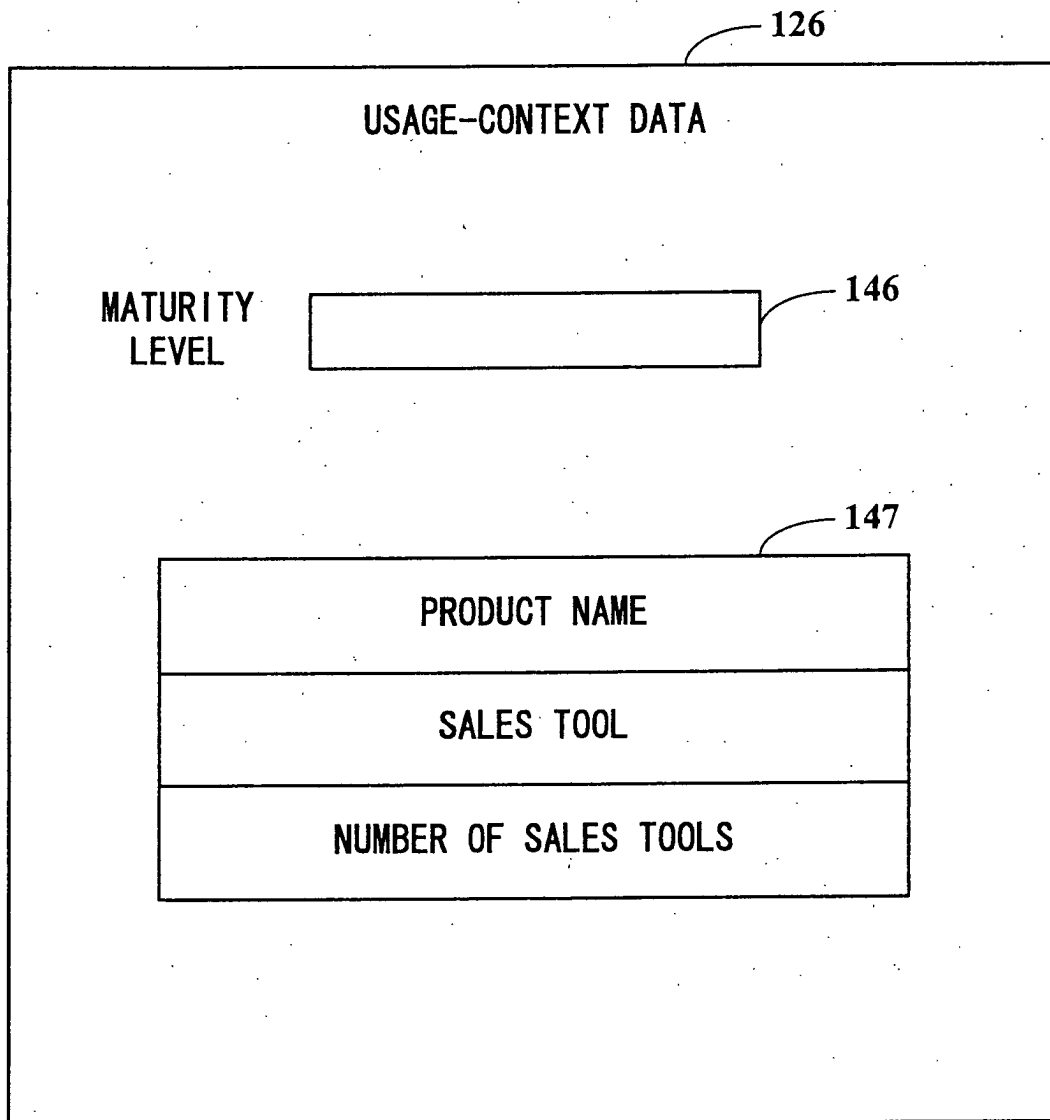 126
USAGE-CONTEXT DATA
MATURITY
LEVEL
146
147
PRODUCT NAME
SALES TOOL
NUMBER OF SALES TOOLS